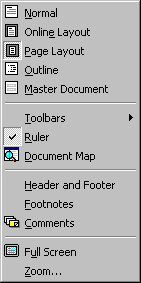 Normal
Online Layout
Page Layout
Outline
Master Document
Toolbars
Ruler
Document Map
Header and Footer
Footnotes
Comments
Full Screen
Zoom...